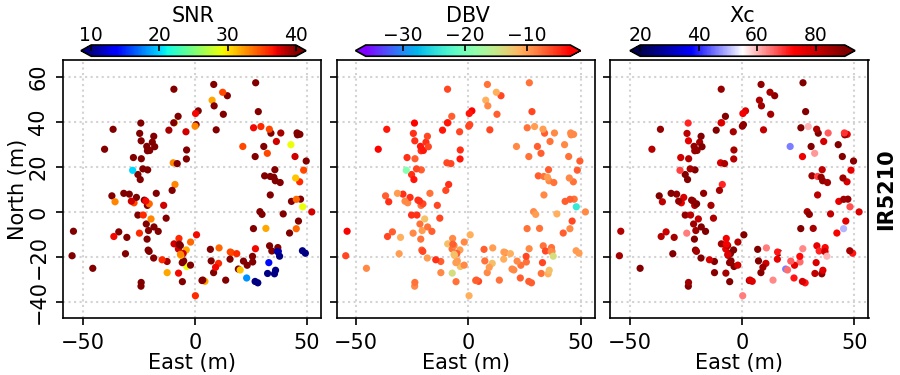 SNR DBV Xc
10 20 30 40 −30 −20 −10 20 40 60 80
60
40
20
0
−20
−40
North (m)
IR5210
−50 0 50 −50 0 50 −50 0 50
East (m) East (m) East (m)